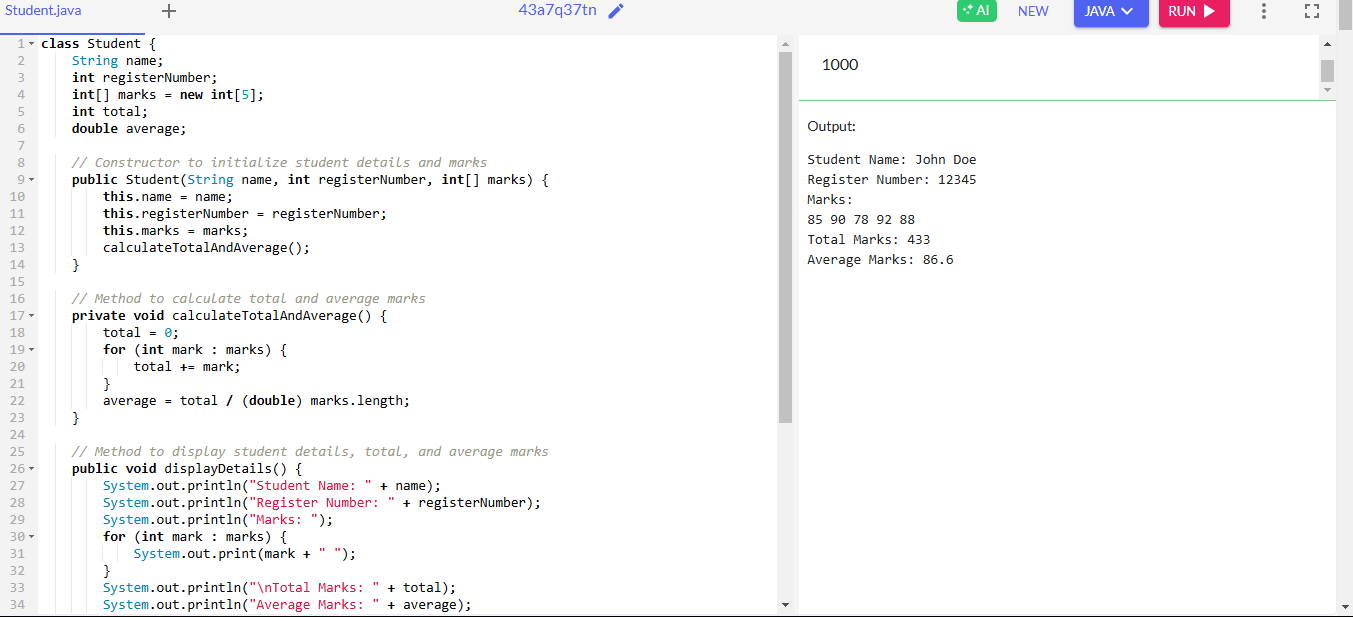 Student.java
43a7q37tn
AI
NEW
JAVA
RUN
1 class Student {
2 String name;
3 int registerNumber;
4 int[] marks = new int[5];
5 int total;
6 double average;
7
8 // Constructor to initialize student details and marks
9 public Student(String name, int registerNumber, int[] marks) {
10 this.name = name;
11 this.registerNumber = registerNumber;
12 this.marks = marks;
13 calculateTotalAndAverage();
14 }
15
16 // Method to calculate total and average marks
17 private void calculateTotalAndAverage() {
18 total = 0;
19 for (int mark : marks) {
20 total += mark;
21 }
22 average = total / (double) marks.length;
23 }
24
25 // Method to display student details, total, and average marks
26 public void displayDetails() {
27 System.out.println("Student Name: " + name);
28 System.out.println("Register Number: " + registerNumber);
29 System.out.println("Marks: ");
30 for (int mark : marks) {
31 System.out.print(mark + " ");
32 }
33 System.out.println("\nTotal Marks: " + total);
34 System.out.println("Average Marks: " + average);
1000
Output:
Student Name: John Doe
Register Number: 12345
Marks:
85 90 78 92 88
Total Marks: 433
Average Marks: 86.6